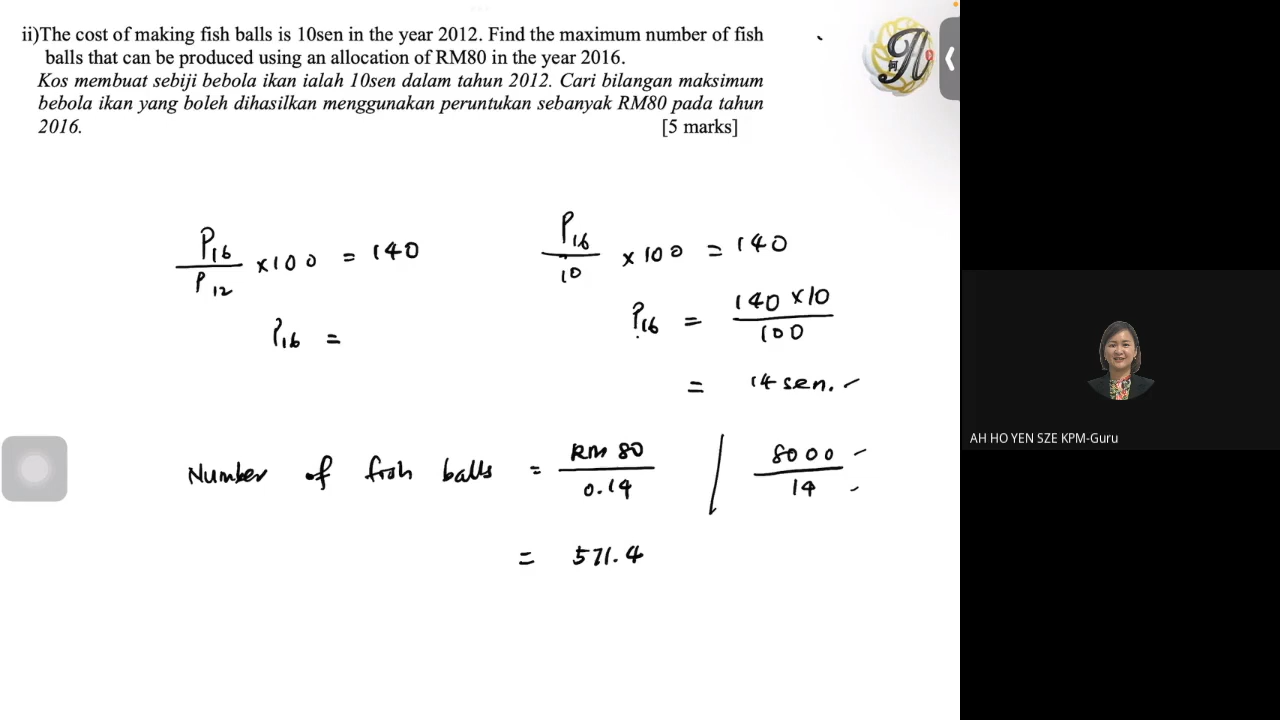 ii)The cost of making fish balls is 10sen in the year 2012. Find the maximum number of fish
balls that can be produced using an allocation of RM80 in the year 2016.
Kos membuat sebiji bebola ikan ialah 10sen dalam tahun 2012. Cari bilangan maksimum
bebola ikan yang boleh dihasilkan menggunakan peruntukan sebanyak RM80 pada tahun
2016. [5 marks]
P16/P12 × 100 = 140
P16 =
P16/10 × 100 = 140
P16 = 140 × 10/100
= 14 sen.
Number of fish balls = RM 80/0.14 | 8000/14
= 571.4
AH HO YEN SZE KPM-Guru